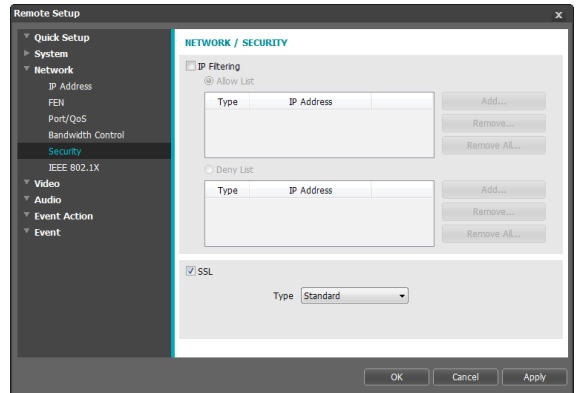 Remote Setup
x
Quick Setup
System
Network
IP Address
FEN
Port/QoS
Bandwidth Control
Security
IEEE 802.1X
Video
Audio
Event Action
Event
NETWORK / SECURITY
IP Filtering
Allow List
Type IP Address
Add...
Remove...
Remove All...
Deny List
Type IP Address
Add...
Remove...
Remove All...
SSL
Type Standard
OK Cancel Apply